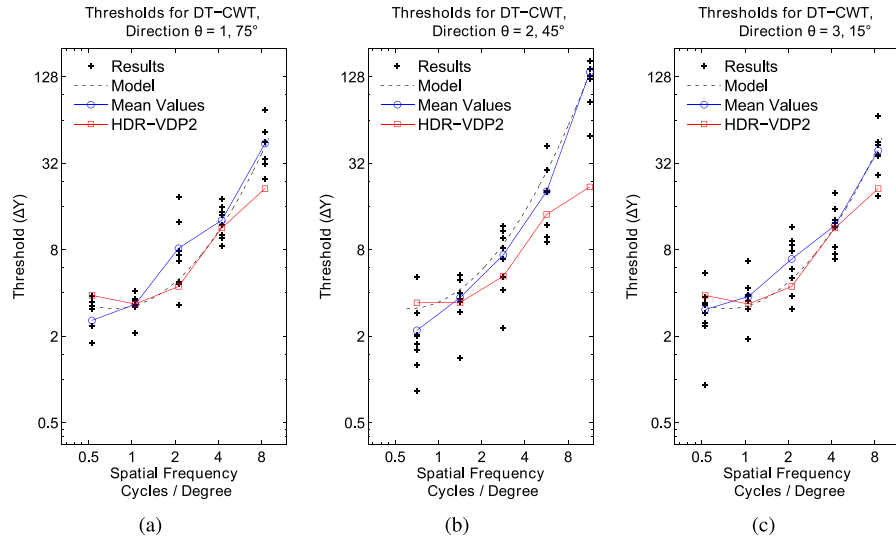 Thresholds for DT-CWT,
Direction θ = 1, 75°
128
32
8
2
0.5
Threshold (ΔY)
Results
Model
Mean Values
HDR-VDP2
0.5 1 2 4 8
Spatial Frequency
Cycles / Degree
(a)
Thresholds for DT-CWT,
Direction θ = 2, 45°
128
32
8
2
0.5
Threshold (ΔY)
Results
Model
Mean Values
HDR-VDP2
0.5 1 2 4 8
Spatial Frequency
Cycles / Degree
(b)
Thresholds for DT-CWT,
Direction θ = 3, 15°
128
32
8
2
0.5
Threshold (ΔY)
Results
Model
Mean Values
HDR-VDP2
0.5 1 2 4 8
Spatial Frequency
Cycles / Degree
(c)